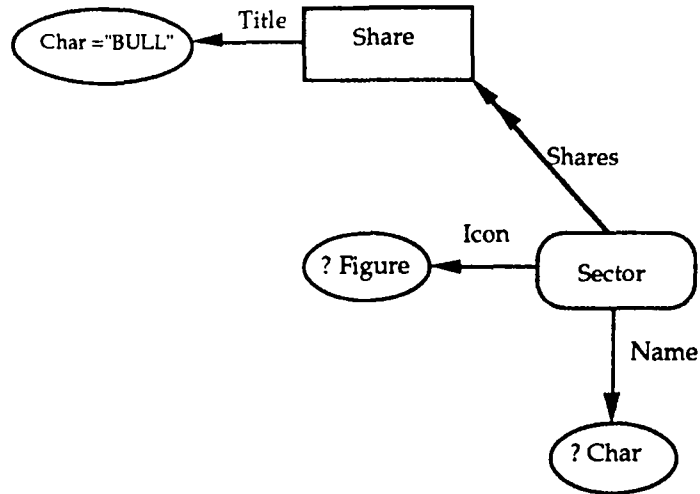 Title
Char ="BULL"
Share
Shares
Icon
? Figure
Sector
Name
? Char